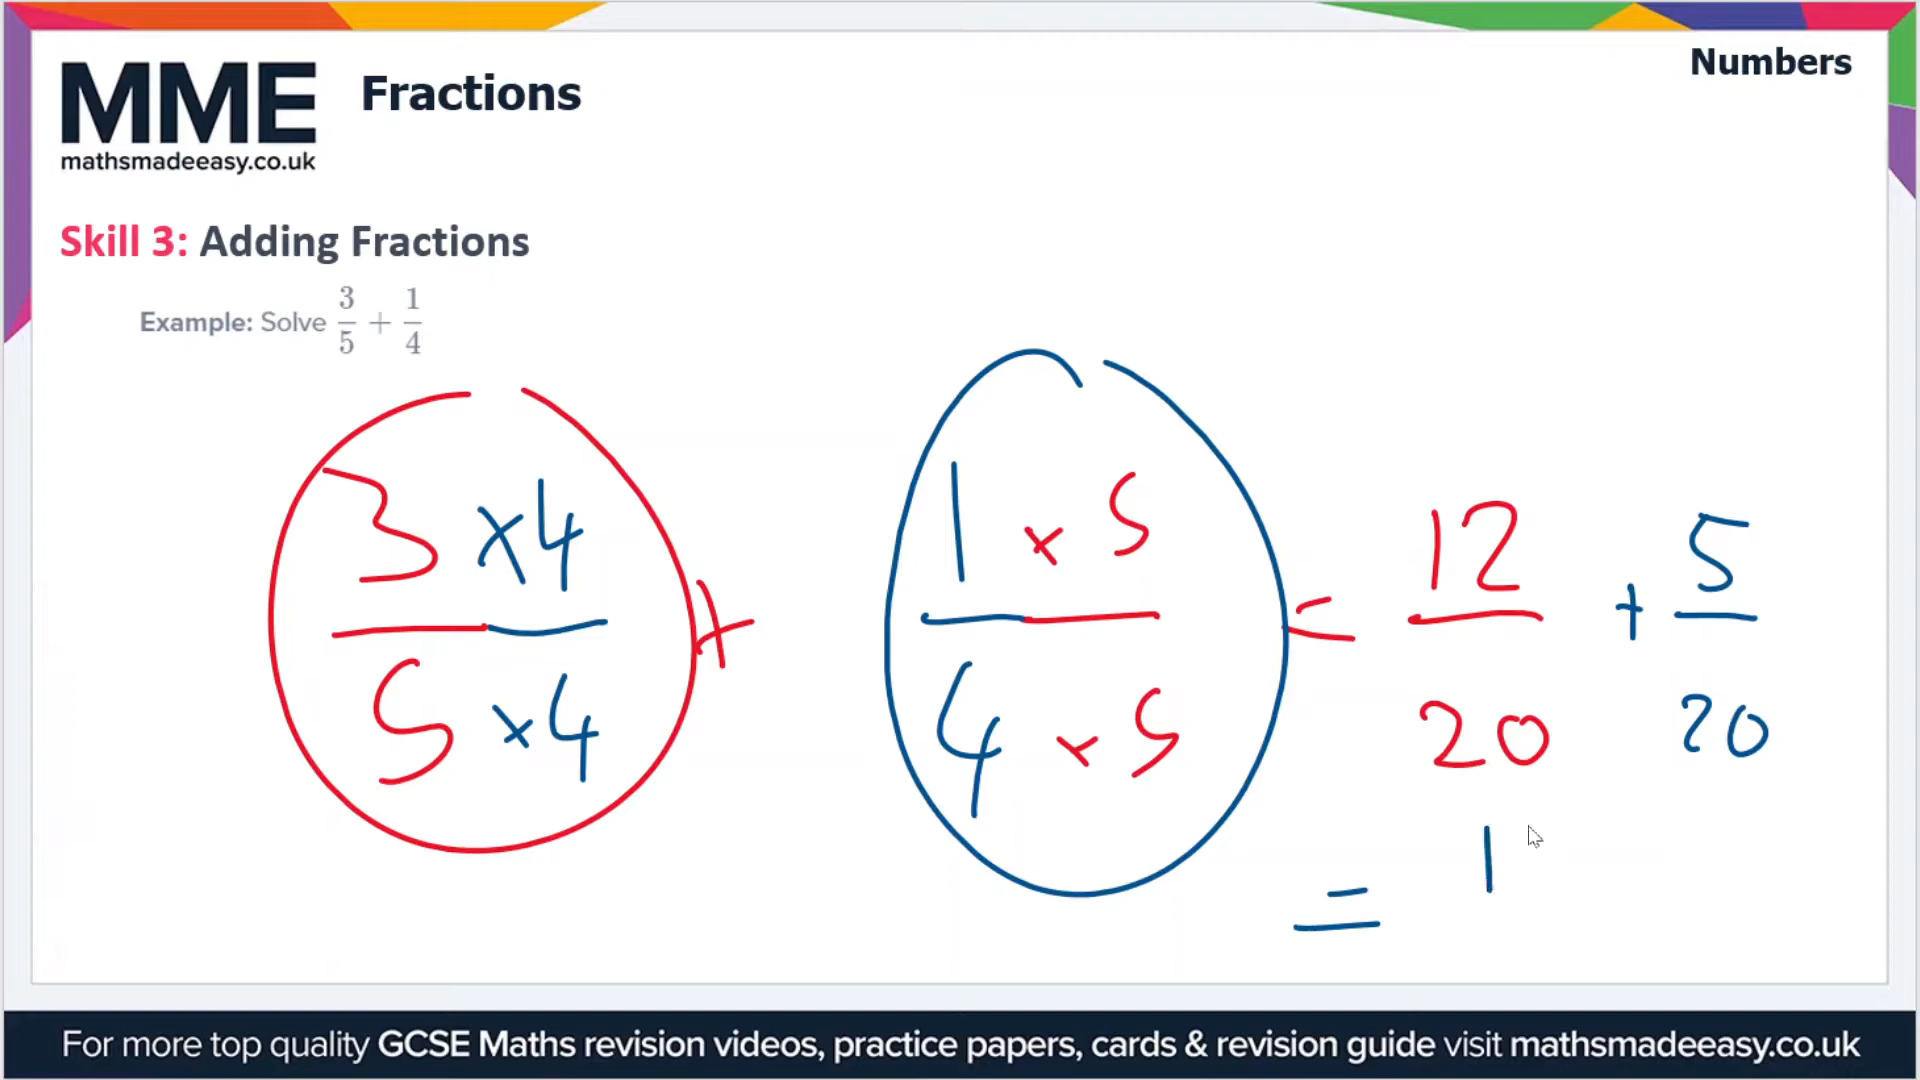 Numbers
MME
Fractions
mathsmadeeasy.co.uk
Skill 3: Adding Fractions
Example: Solve 3/5 + 1/4
3 ×4 / 5 ×4 + 1 × 5 / 4 × 5 = 12 / 20 + 5 / 20
= 1
For more top quality GCSE Maths revision videos, practice papers, cards & revision guide visit mathsmadeeasy.co.uk